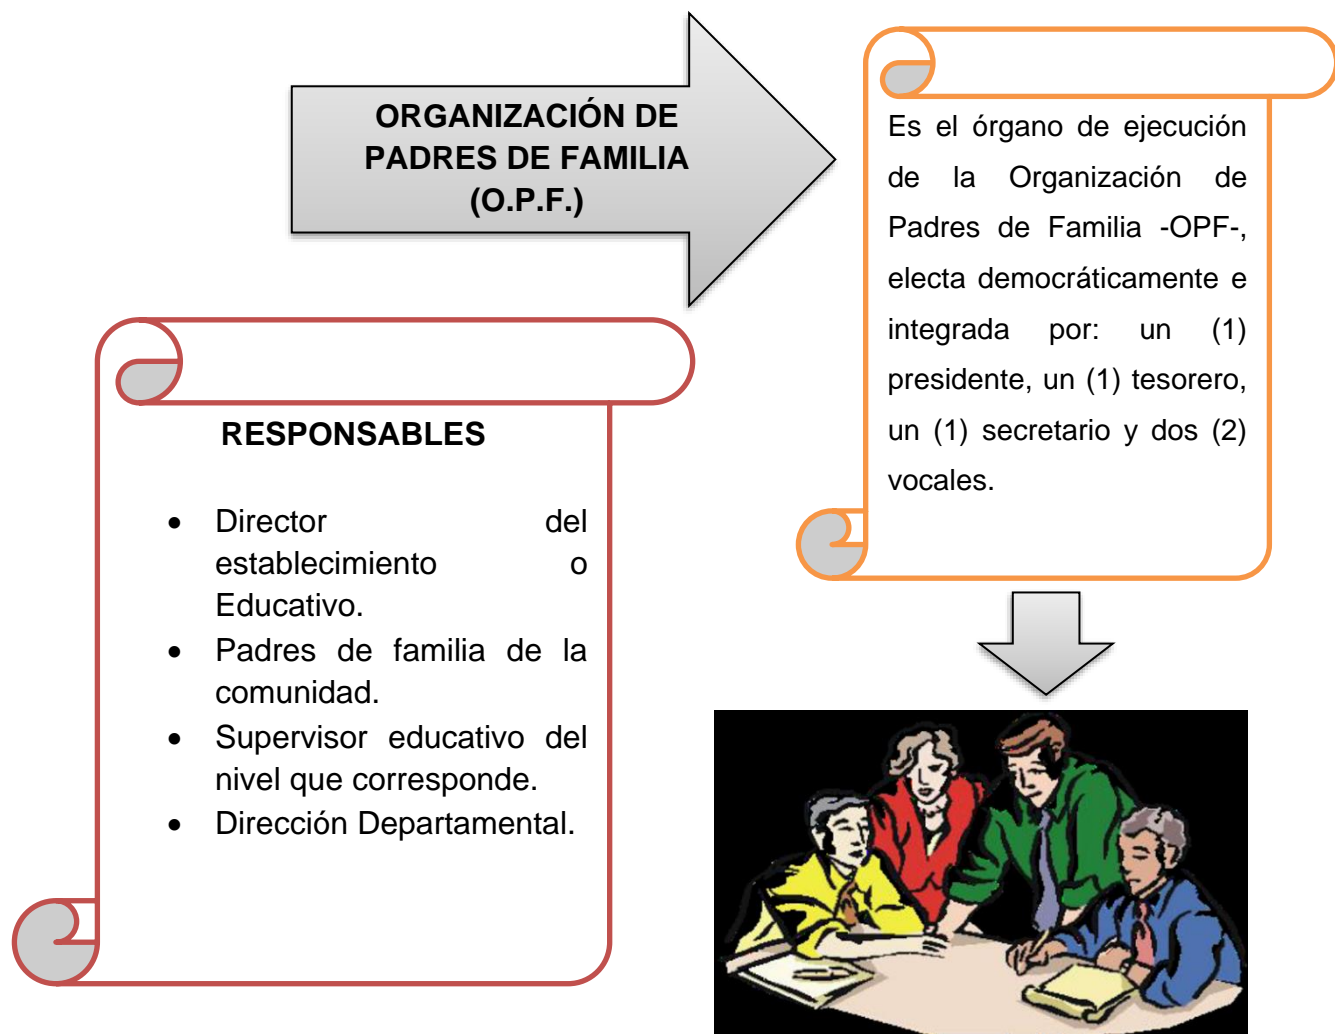 ORGANIZACIÓN DE
PADRES DE FAMILIA
(O.P.F.)
Es el órgano de ejecución
de la Organización de
Padres de Familia -OPF-,
electa democráticamente e
integrada por: un (1)
presidente, un (1) tesorero,
un (1) secretario y dos (2)
vocales.
RESPONSABLES
• Director del
establecimiento o
Educativo.
• Padres de familia de la
comunidad.
• Supervisor educativo del
nivel que corresponde.
• Dirección Departamental.